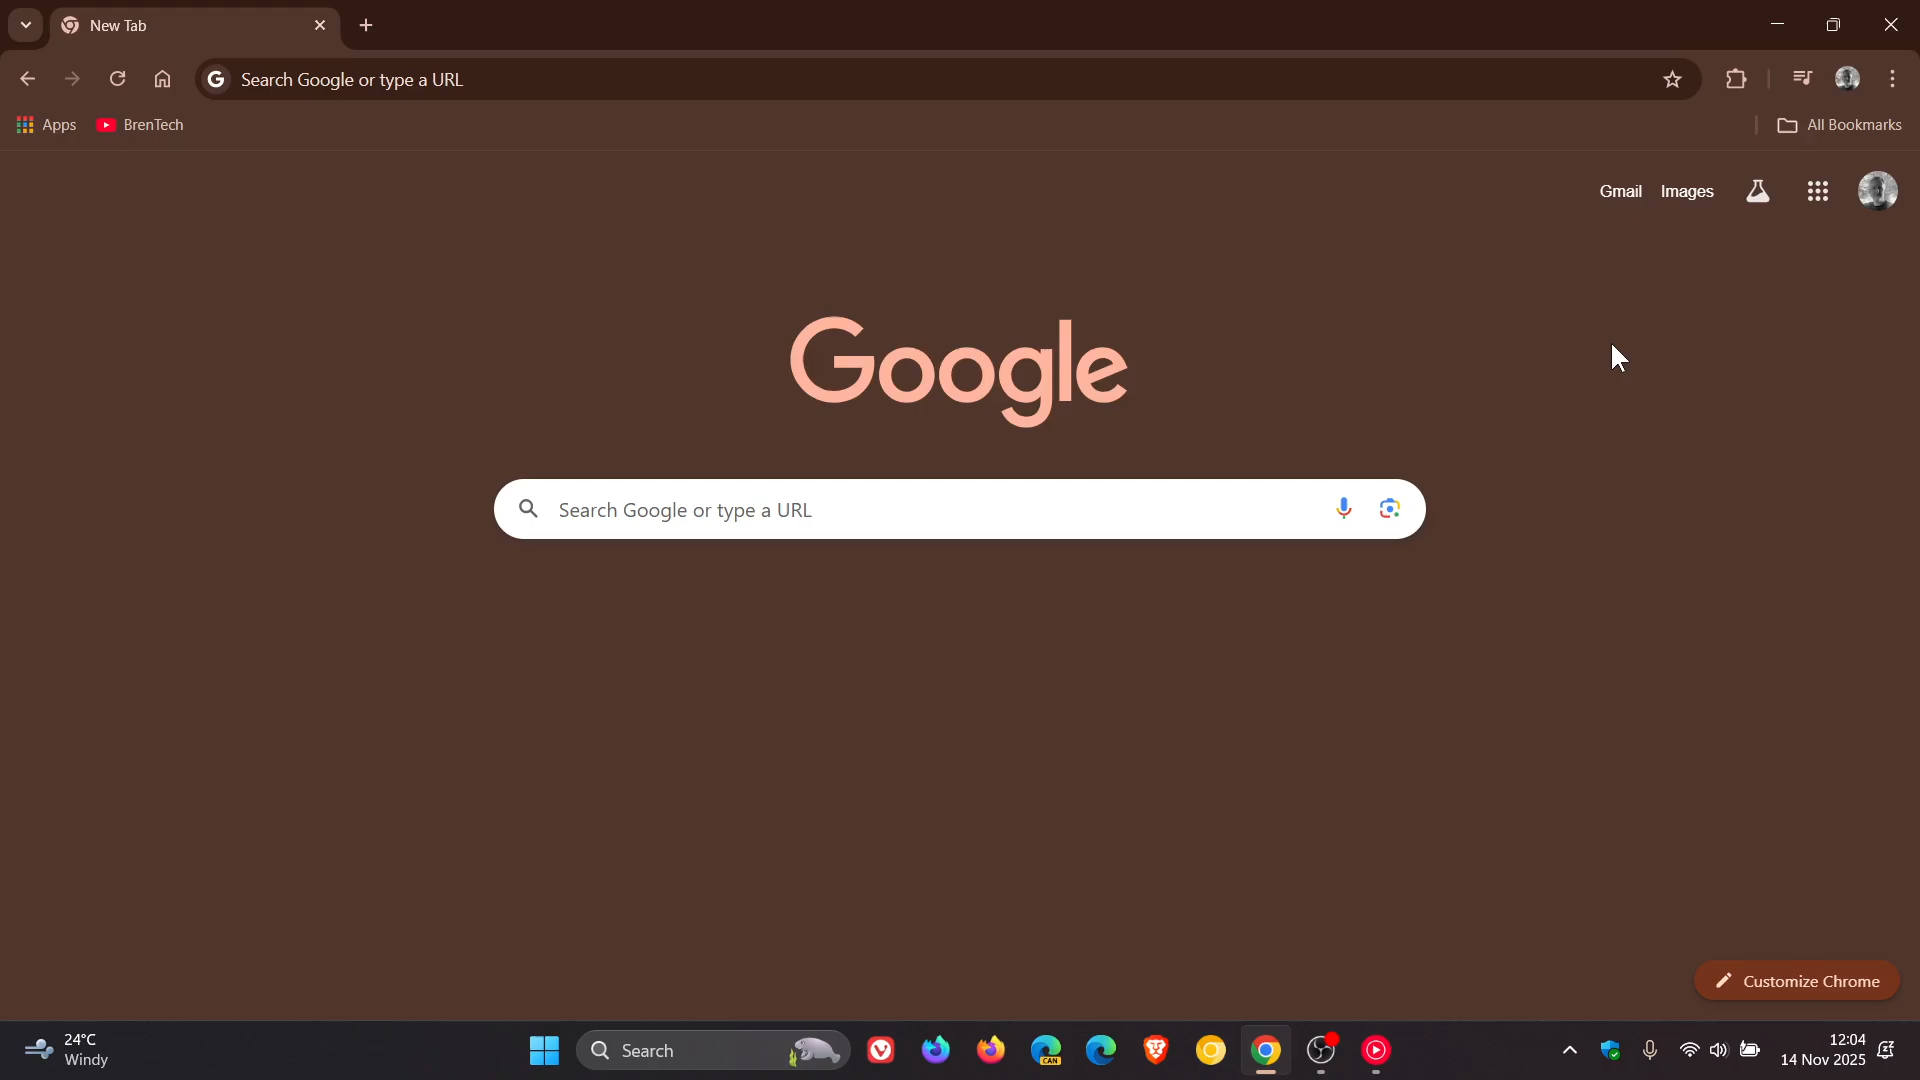 New Tab
Search Google or type a URL
Apps
BrenTech
All Bookmarks
Gmail
Images
Google
Search Google or type a URL
Customize Chrome
24°C
Windy
Search
CAN
12:04
14 Nov 2025